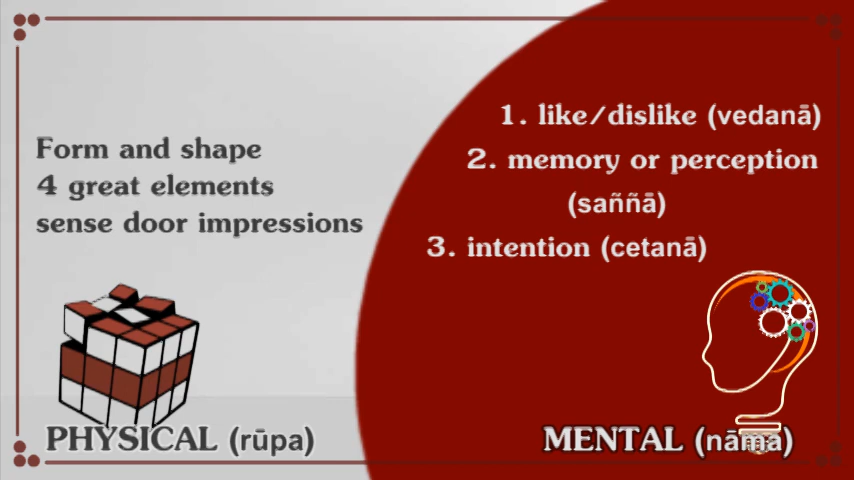 Form and shape
4 great elements
sense door impressions
PHYSICAL (rūpa)
1. like/dislike (vedanā)
2. memory or perception
(saññā)
3. intention (cetanā)
MENTAL (nāma)